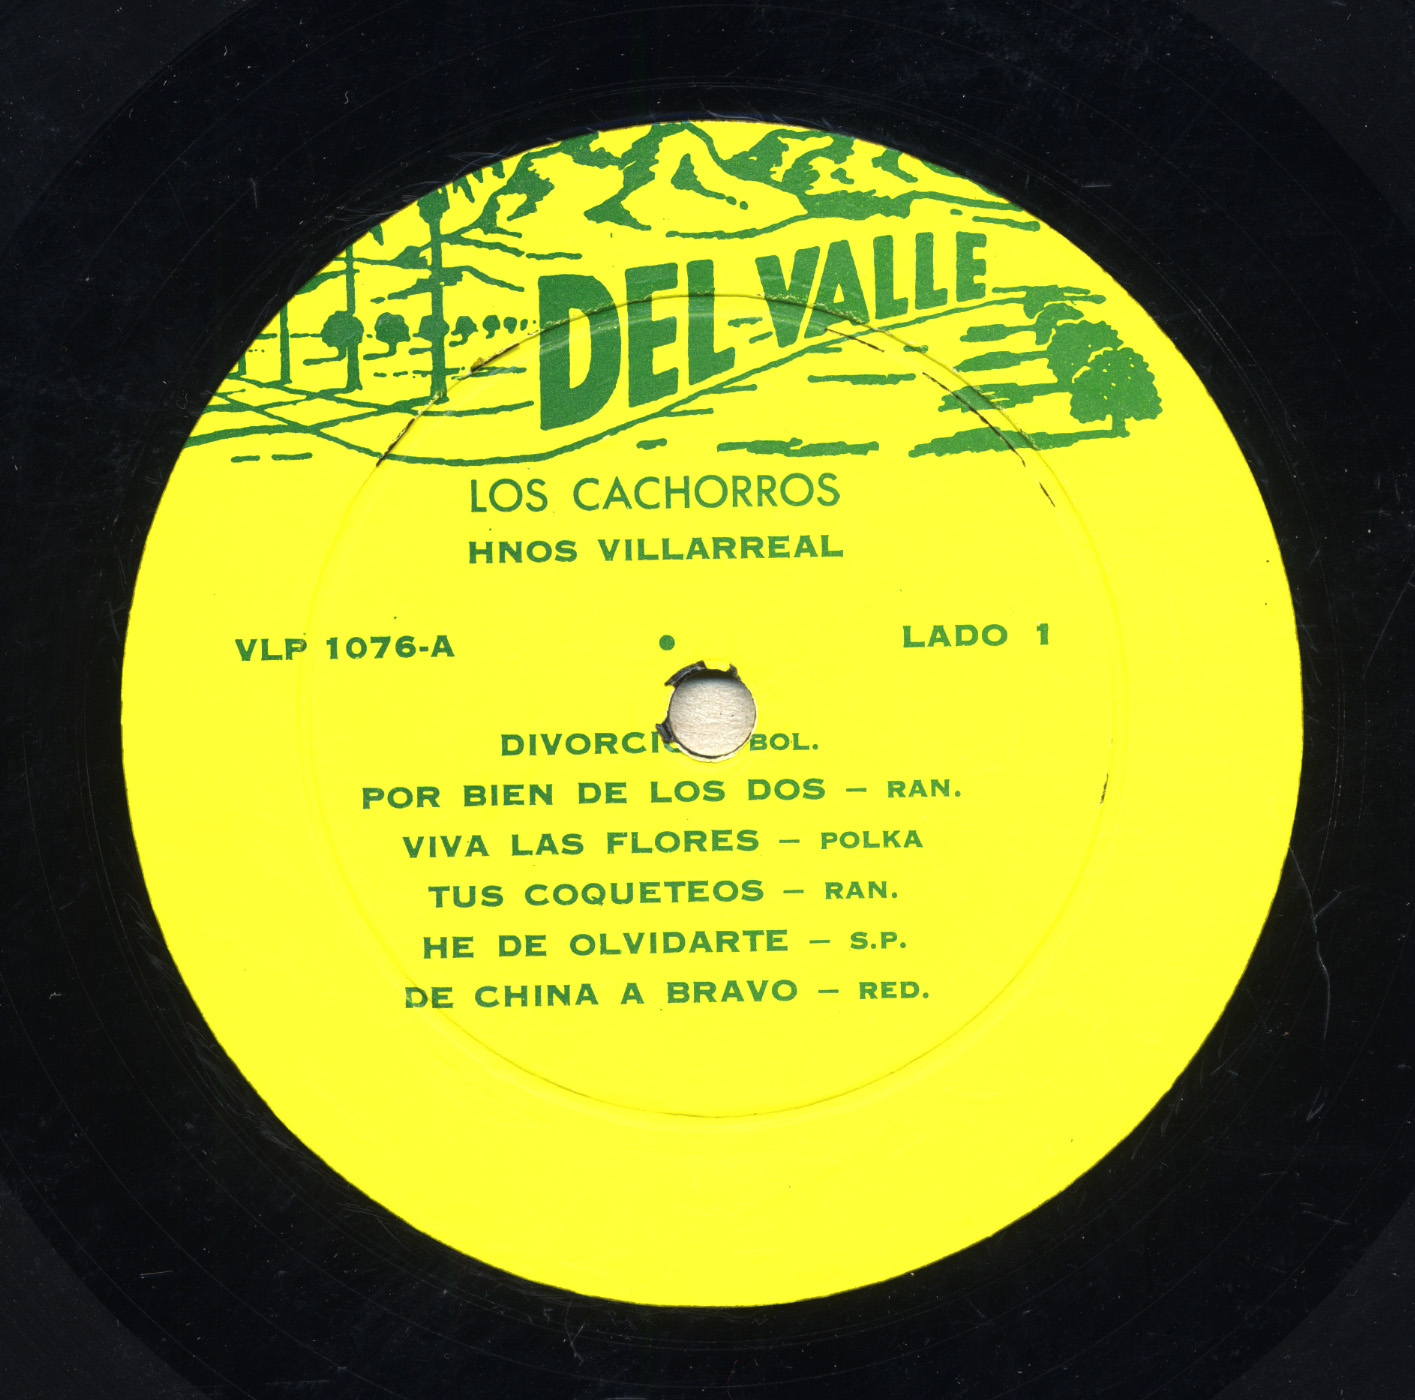 DEL VALLE
LOS CACHORROS
HNOS VILLARREAL
VLP 1076-A
LADO 1
DIVORCIO BOL.
POR BIEN DE LOS DOS — RAN.
VIVA LAS FLORES — POLKA
TUS COQUETEOS — RAN.
HE DE OLVIDARTE — S.P.
DE CHINA A BRAVO — RED.